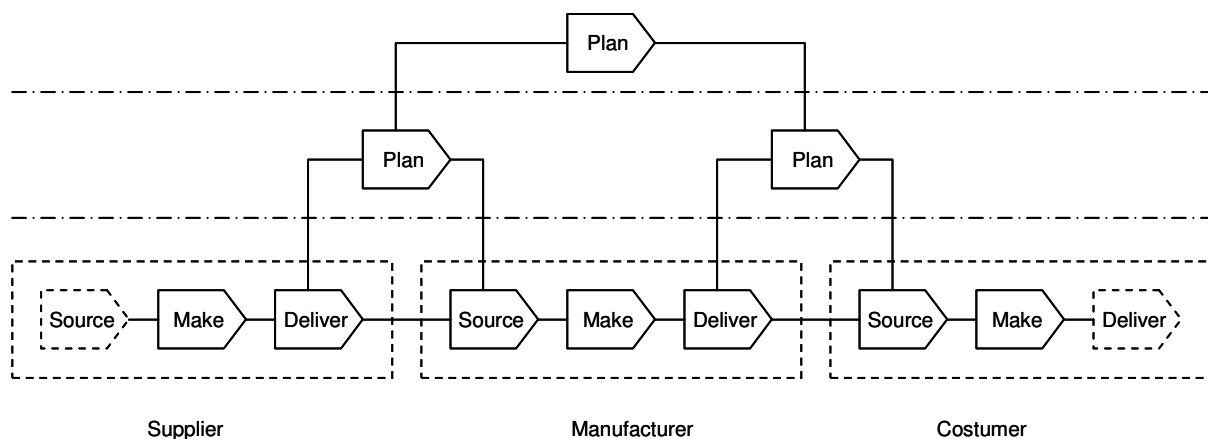 Plan
Plan Plan
Source Make Deliver Source Make Deliver Source Make Deliver
Supplier Manufacturer Costumer